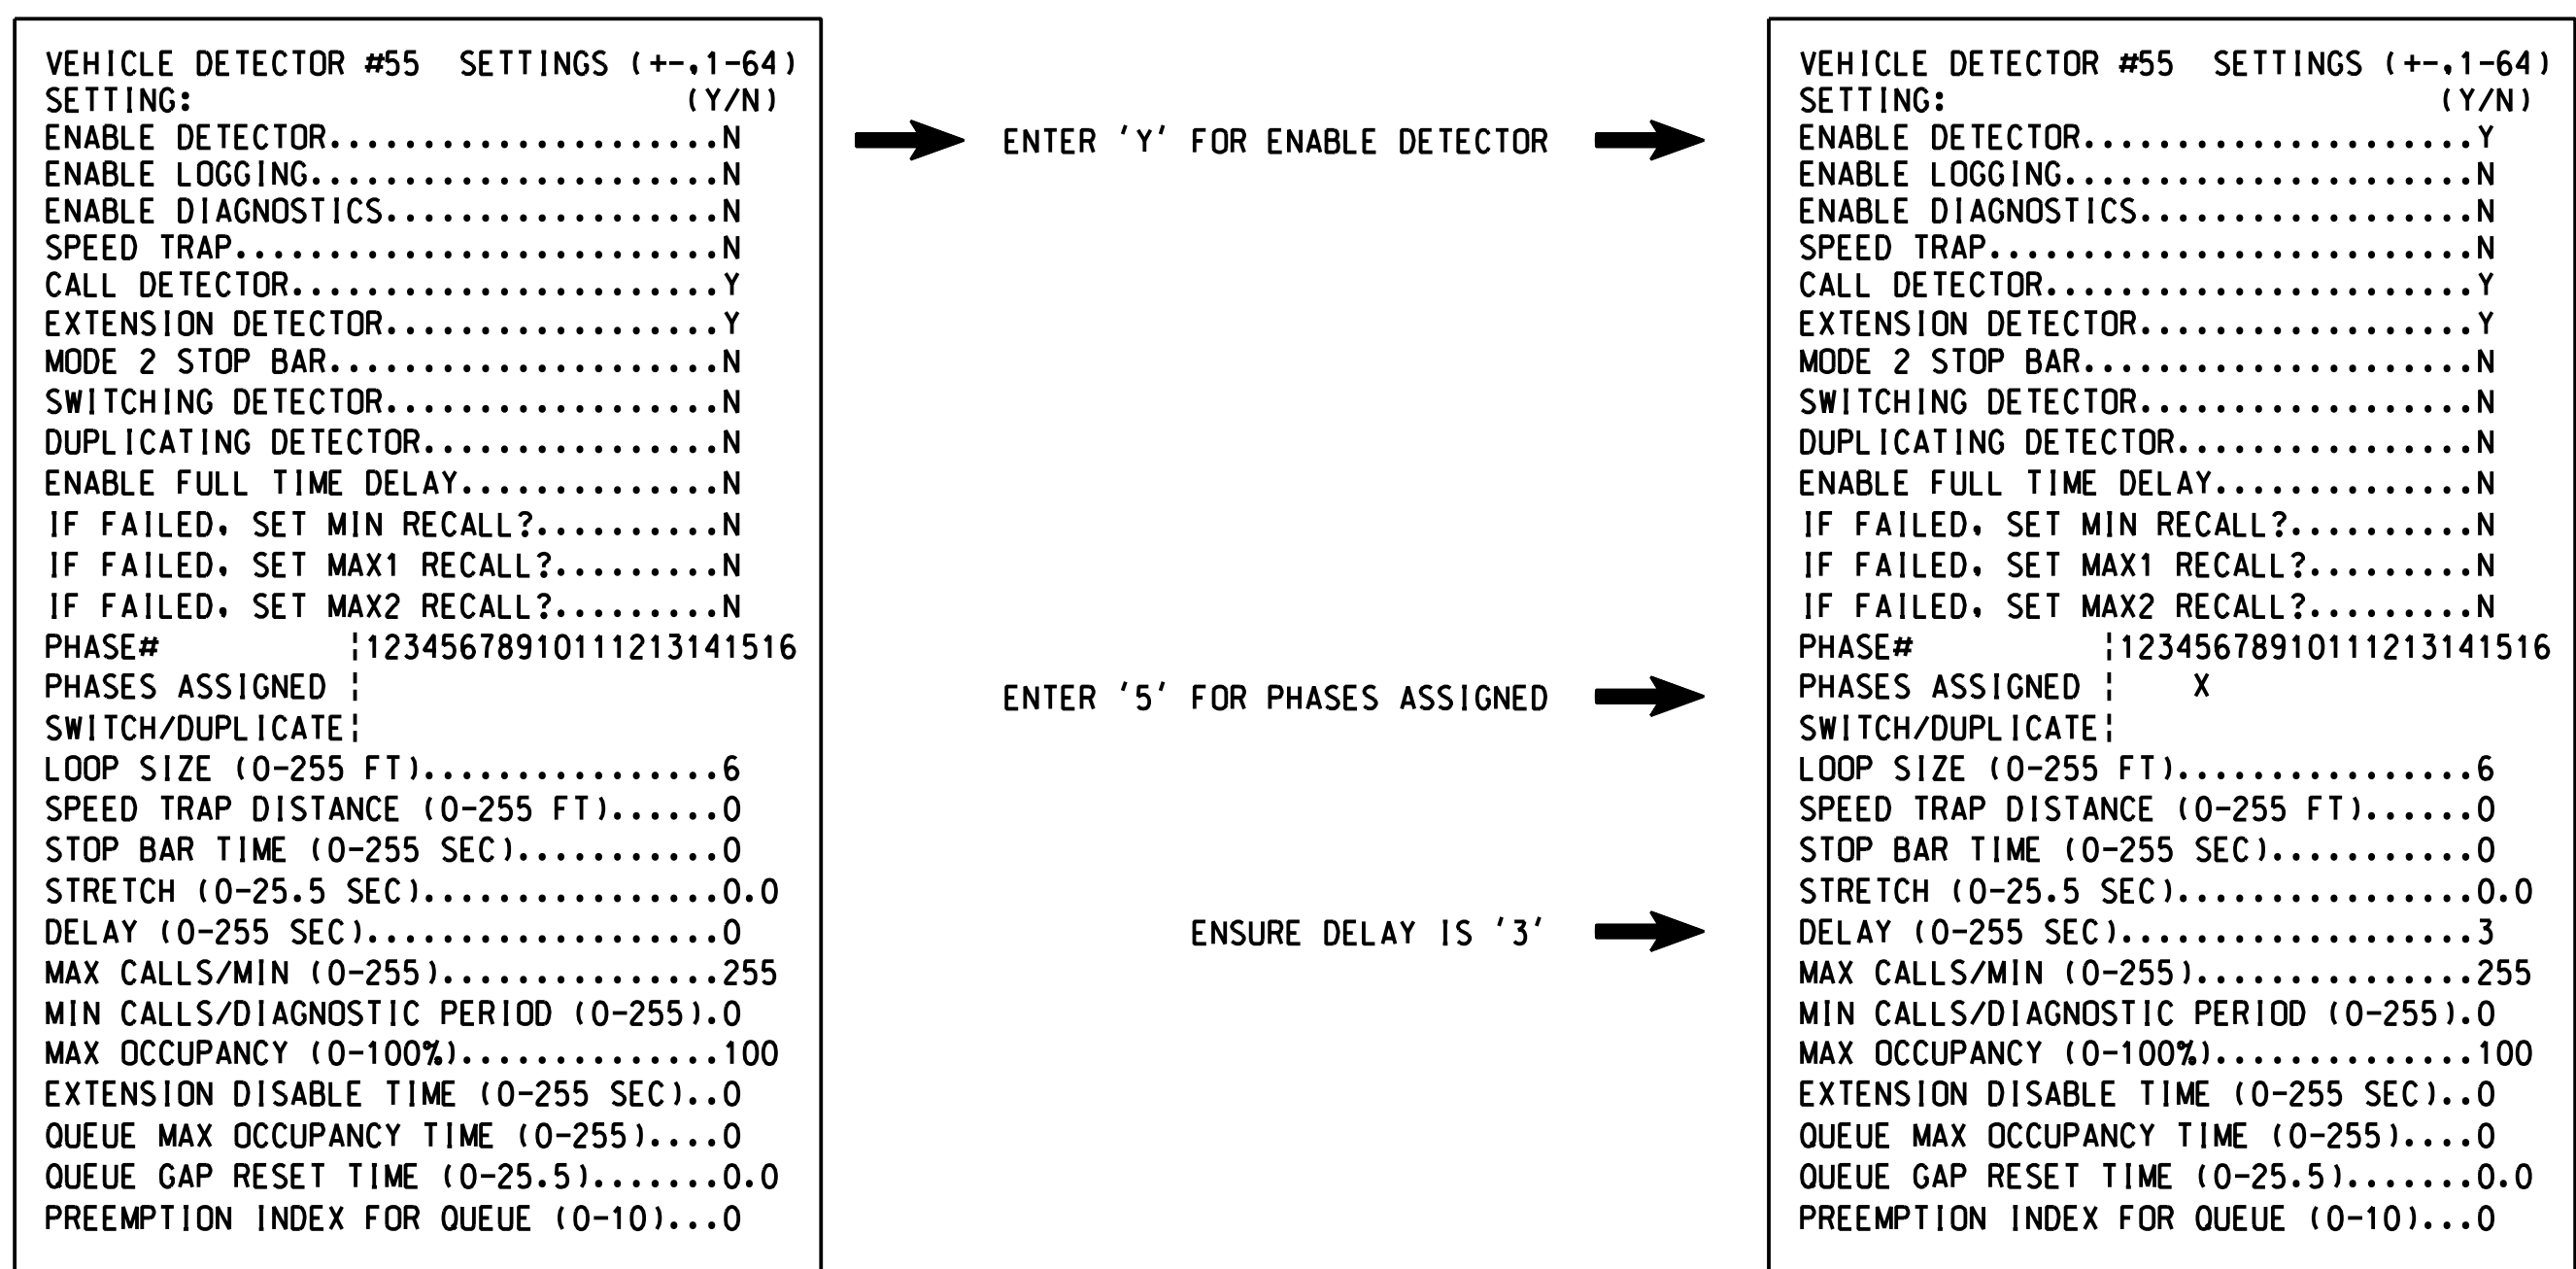 VEHICLE DETECTOR #55  SETTINGS (+-,1-64)
SETTING:                          (Y/N)
ENABLE DETECTOR.....................N
ENABLE LOGGING......................N
ENABLE DIAGNOSTICS..................N
SPEED TRAP..........................N
CALL DETECTOR.......................Y
EXTENSION DETECTOR..................Y
MODE 2 STOP BAR.....................N
SWITCHING DETECTOR..................N
DUPLICATING DETECTOR................N
ENABLE FULL TIME DELAY..............N
IF FAILED, SET MIN RECALL?..........N
IF FAILED, SET MAX1 RECALL?.........N
IF FAILED, SET MAX2 RECALL?.........N
PHASE#          |12345678910111213141516
PHASES ASSIGNED |
SWITCH/DUPLICATE|
LOOP SIZE (0-255 FT)................6
SPEED TRAP DISTANCE (0-255 FT)......0
STOP BAR TIME (0-255 SEC)...........0
STRETCH (0-25.5 SEC)................0.0
DELAY (0-255 SEC)...................0
MAX CALLS/MIN (0-255)...............255
MIN CALLS/DIAGNOSTIC PERIOD (0-255).0
MAX OCCUPANCY (0-100%)..............100
EXTENSION DISABLE TIME (0-255 SEC)..0
QUEUE MAX OCCUPANCY TIME (0-255)....0
QUEUE GAP RESET TIME (0-25.5).......0.0
PREEMPTION INDEX FOR QUEUE (0-10)...0
ENTER 'Y' FOR ENABLE DETECTOR
ENTER '5' FOR PHASES ASSIGNED
ENSURE DELAY IS '3'
VEHICLE DETECTOR #55  SETTINGS (+-,1-64)
SETTING:                          (Y/N)
ENABLE DETECTOR.....................Y
ENABLE LOGGING......................N
ENABLE DIAGNOSTICS..................N
SPEED TRAP..........................N
CALL DETECTOR.......................Y
EXTENSION DETECTOR..................Y
MODE 2 STOP BAR.....................N
SWITCHING DETECTOR..................N
DUPLICATING DETECTOR................N
ENABLE FULL TIME DELAY..............N
IF FAILED, SET MIN RECALL?..........N
IF FAILED, SET MAX1 RECALL?.........N
IF FAILED, SET MAX2 RECALL?.........N
PHASE#          |12345678910111213141516
PHASES ASSIGNED |    X
SWITCH/DUPLICATE|
LOOP SIZE (0-255 FT)................6
SPEED TRAP DISTANCE (0-255 FT)......0
STOP BAR TIME (0-255 SEC)...........0
STRETCH (0-25.5 SEC)................0.0
DELAY (0-255 SEC)...................3
MAX CALLS/MIN (0-255)...............255
MIN CALLS/DIAGNOSTIC PERIOD (0-255).0
MAX OCCUPANCY (0-100%)..............100
EXTENSION DISABLE TIME (0-255 SEC)..0
QUEUE MAX OCCUPANCY TIME (0-255)....0
QUEUE GAP RESET TIME (0-25.5).......0.0
PREEMPTION INDEX FOR QUEUE (0-10)...0